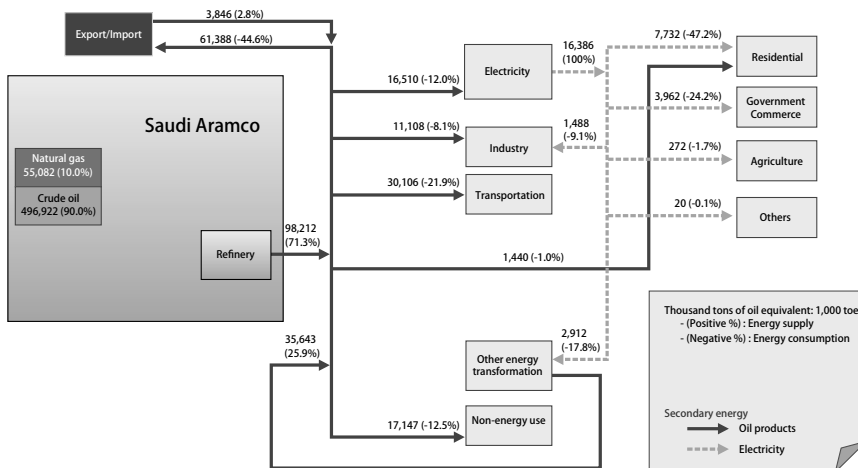 3,846 (2.8%)
Export/Import
61,388 (-44.6%)
7,732 (-47.2%)
16,386
(100%)
Electricity
Residential
16,510 (-12.0%)
3,962 (-24.2%)
Government
Commerce
Saudi Aramco
11,108 (-8.1%)
1,488
(-9.1%)
Industry
272 (-1.7%)
Agriculture
Natural gas
55,082 (10.0%)
30,106 (-21.9%)
Transportation
Crude oil
496,922 (90.0%)
20 (-0.1%)
Others
98,212
(71.3%)
Refinery
1,440 (-1.0%)
Thousand tons of oil equivalent: 1,000 toe
- (Positive %) : Energy supply
- (Negative %) : Energy consumption
35,643
(25.9%)
2,912
(-17.8%)
Other energy
transformation
17,147 (-12.5%)
Non-energy use
Secondary energy
Oil products
Electricity